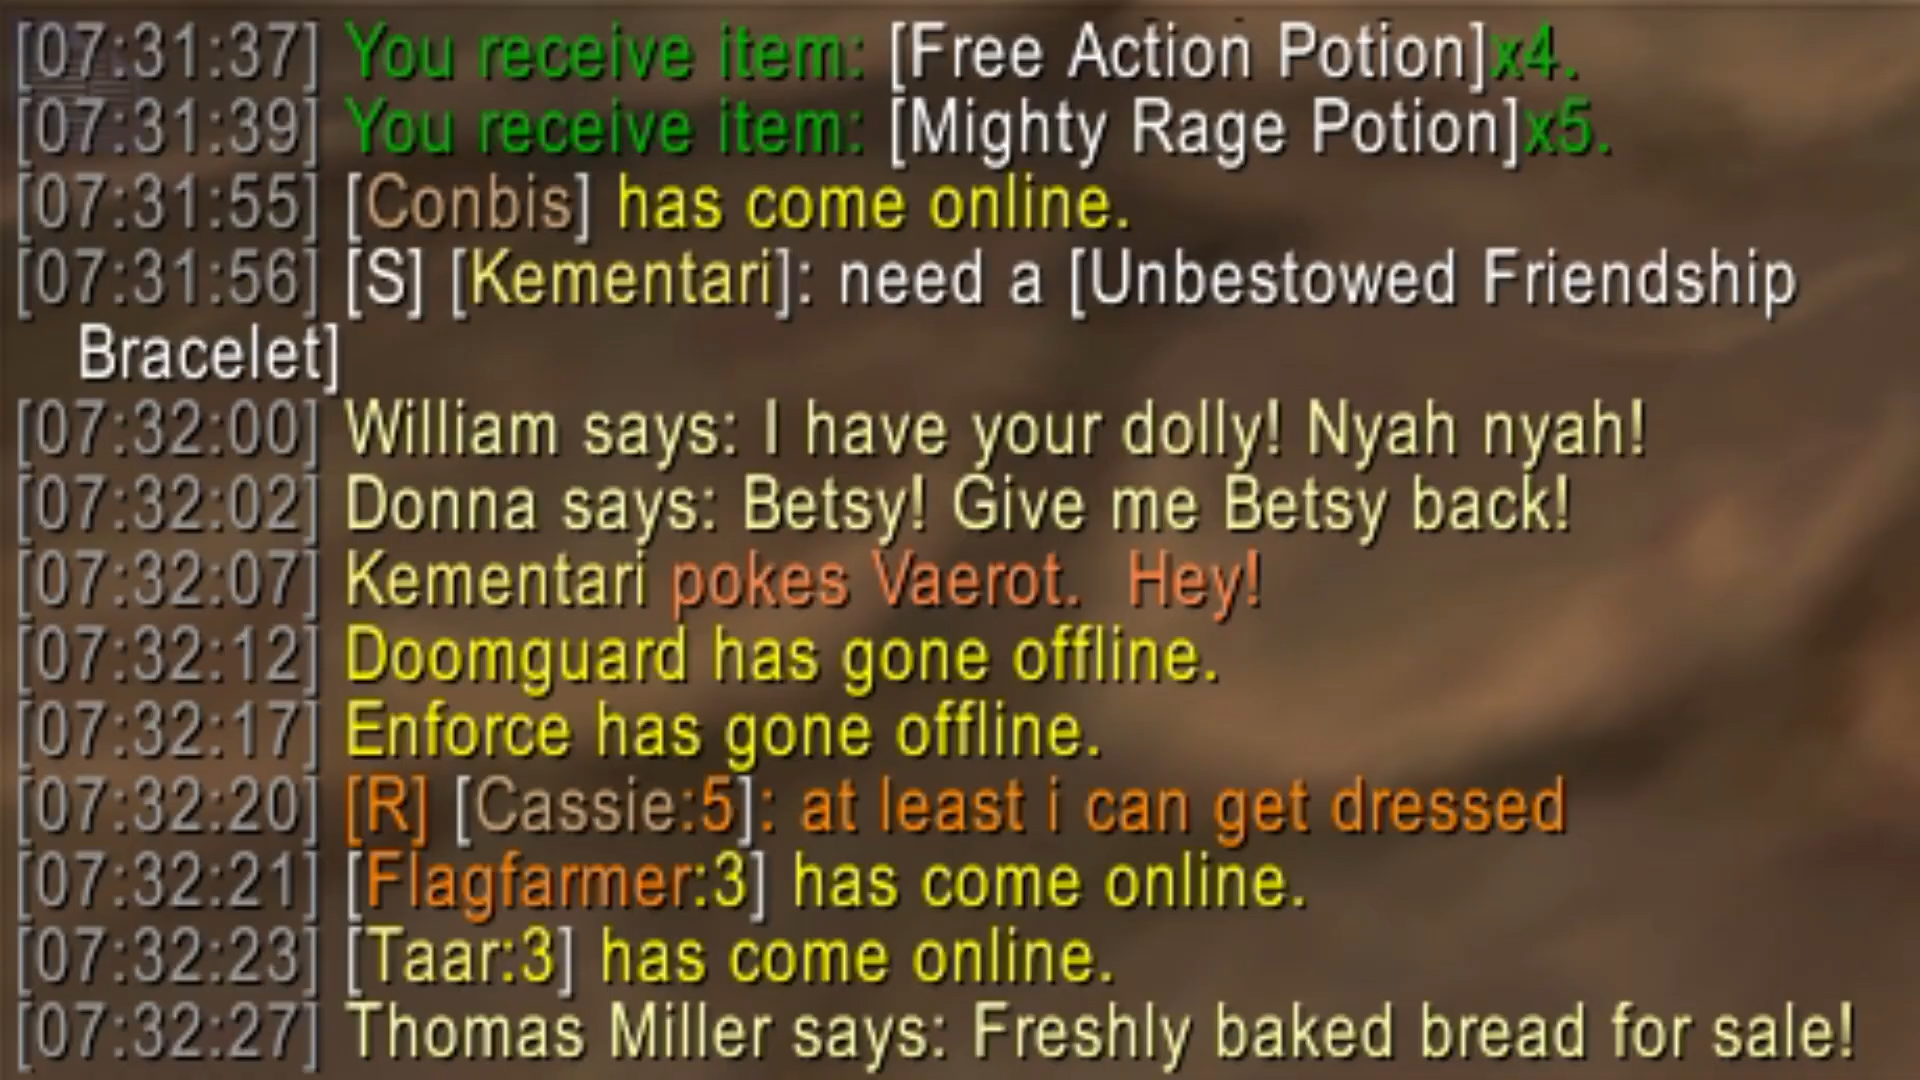 [07:31:37] You receive item: [Free Action Potion]x4.
[07:31:39] You receive item: [Mighty Rage Potion]x5.
[07:31:55] [Conbis] has come online.
[07:31:56] [S] [Kementari]: need a [Unbestowed Friendship
Bracelet]
[07:32:00] William says: I have your dolly! Nyah nyah!
[07:32:02] Donna says: Betsy! Give me Betsy back!
[07:32:07] Kementari pokes Vaerot.  Hey!
[07:32:12] Doomguard has gone offline.
[07:32:17] Enforce has gone offline.
[07:32:20] [R] [Cassie:5]: at least i can get dressed
[07:32:21] [Flagfarmer:3] has come online.
[07:32:23] [Taar:3] has come online.
[07:32:27] Thomas Miller says: Freshly baked bread for sale!